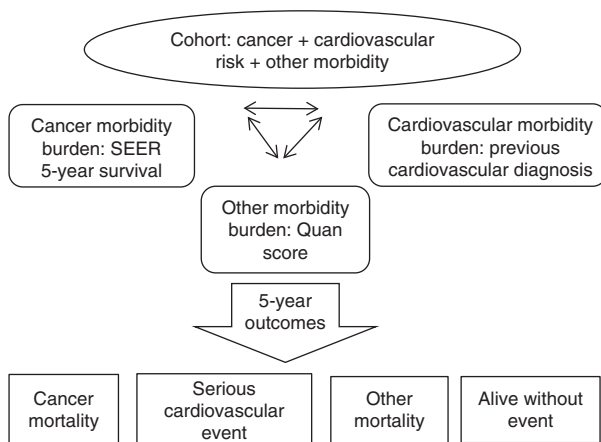 Cohort: cancer + cardiovascular
risk + other morbidity
Cancer morbidity
burden: SEER
5-year survival
Cardiovascular morbidity
burden: previous
cardiovascular diagnosis
Other morbidity
burden: Quan
score
5-year
outcomes
Cancer
mortality
Serious
cardiovascular
event
Other
mortality
Alive without
event